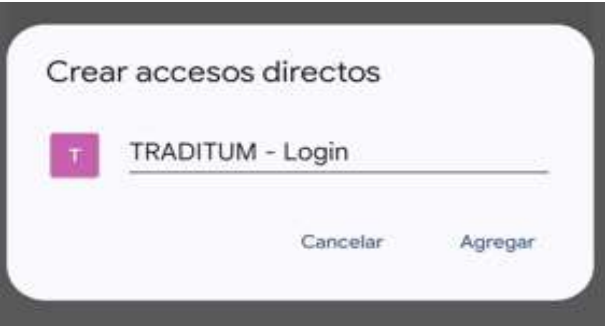 Crear accesos directos
T
TRADITUM - Login
Cancelar
Agregar